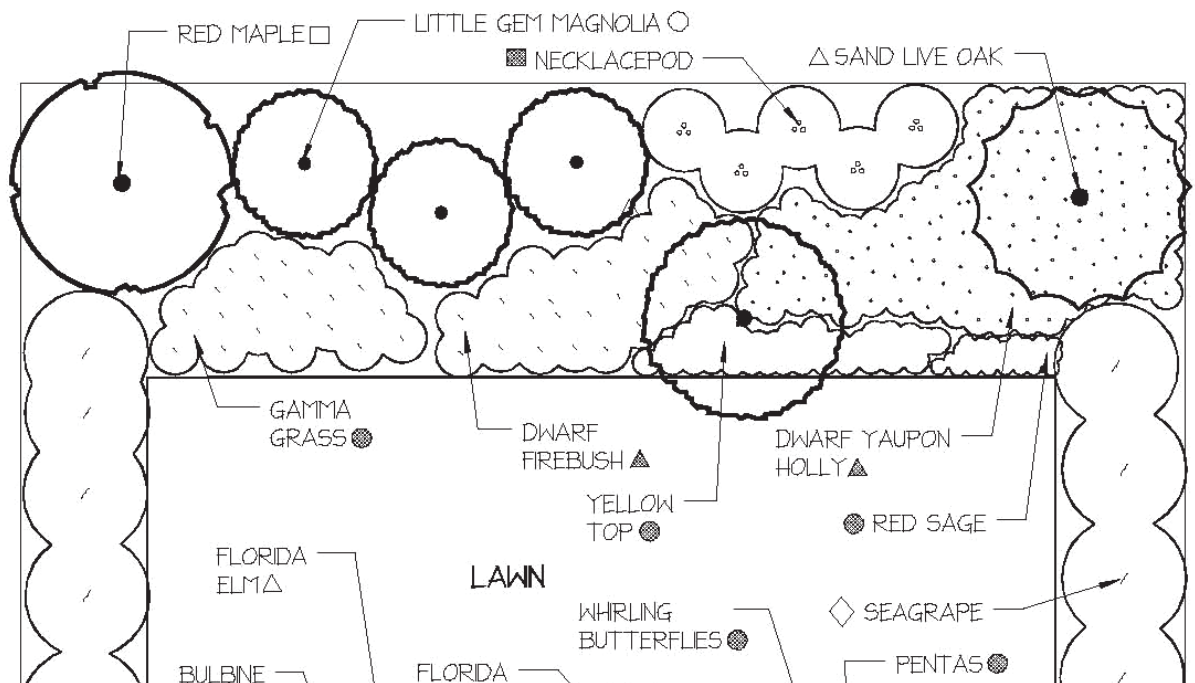 RED MAPLE
LITTLE GEM MAGNOLIA
NECKLACEPOD
SAND LIVE OAK
GAMMA
GRASS
DWARF
FIREBUSH
DWARF YAUPON
HOLLY
YELLOW
TOP
RED SAGE
FLORIDA
ELM
LAWN
WHIRLING
BUTTERFLIES
SEAGRAPE
BULBINE
FLORIDA
PENTAS